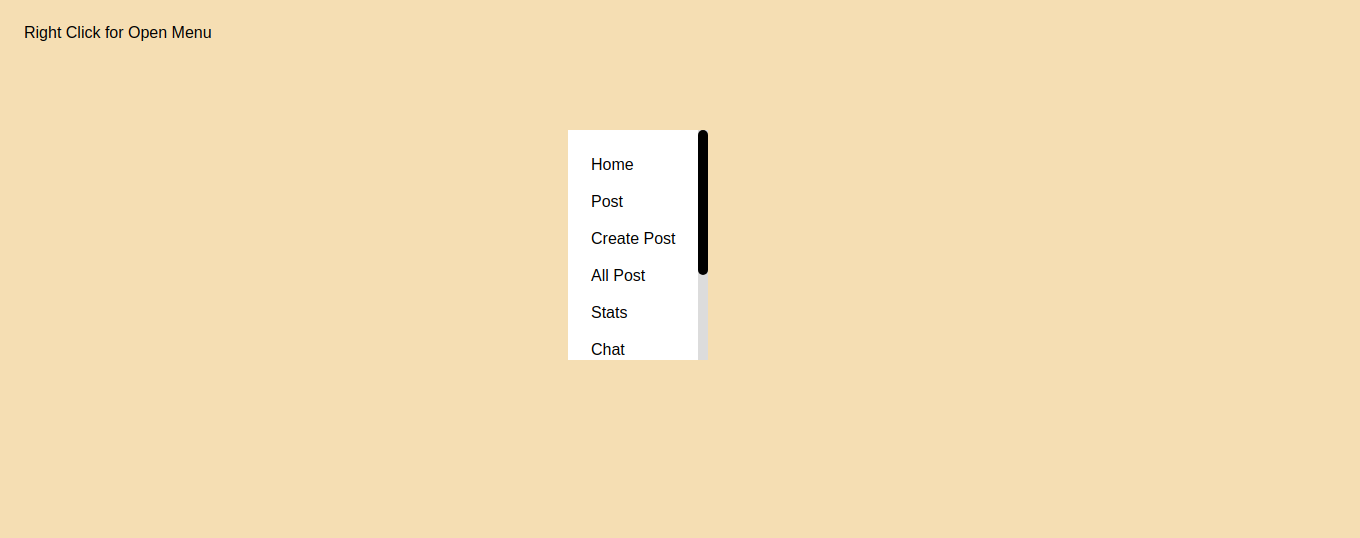 Right Click for Open Menu
Home
Post
Create Post
All Post
Stats
Chat